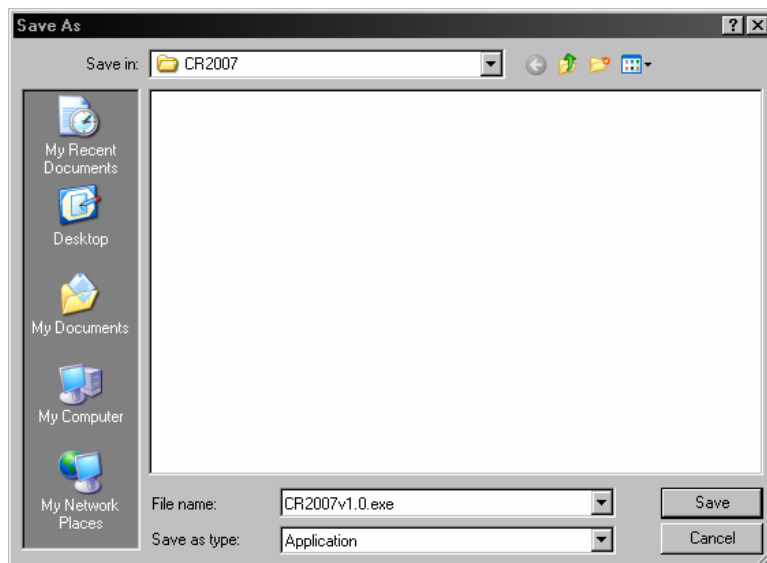 Save As
Save in: CR2007
My Recent
Documents
Desktop
My Documents
My Computer
My Network
Places
File name: CR2007v1.0.exe Save
Save as type: Application Cancel